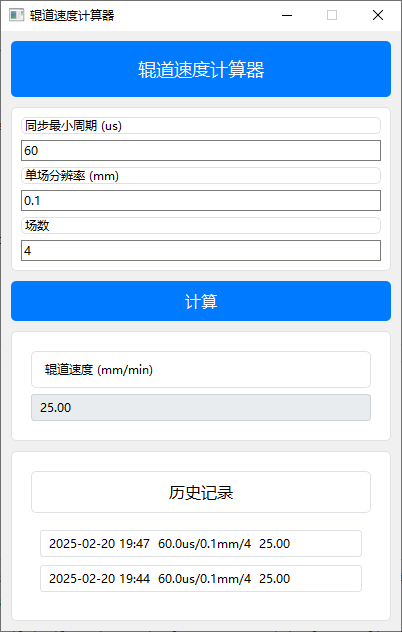 辊道速度计算器
辊道速度计算器
同步最小周期 (us)
60
单场分辨率 (mm)
0.1
场数
4
计算
辊道速度 (mm/min)
25.00
历史记录
2025-02-20 19:47  60.0us/0.1mm/4  25.00
2025-02-20 19:44  60.0us/0.1mm/4  25.00